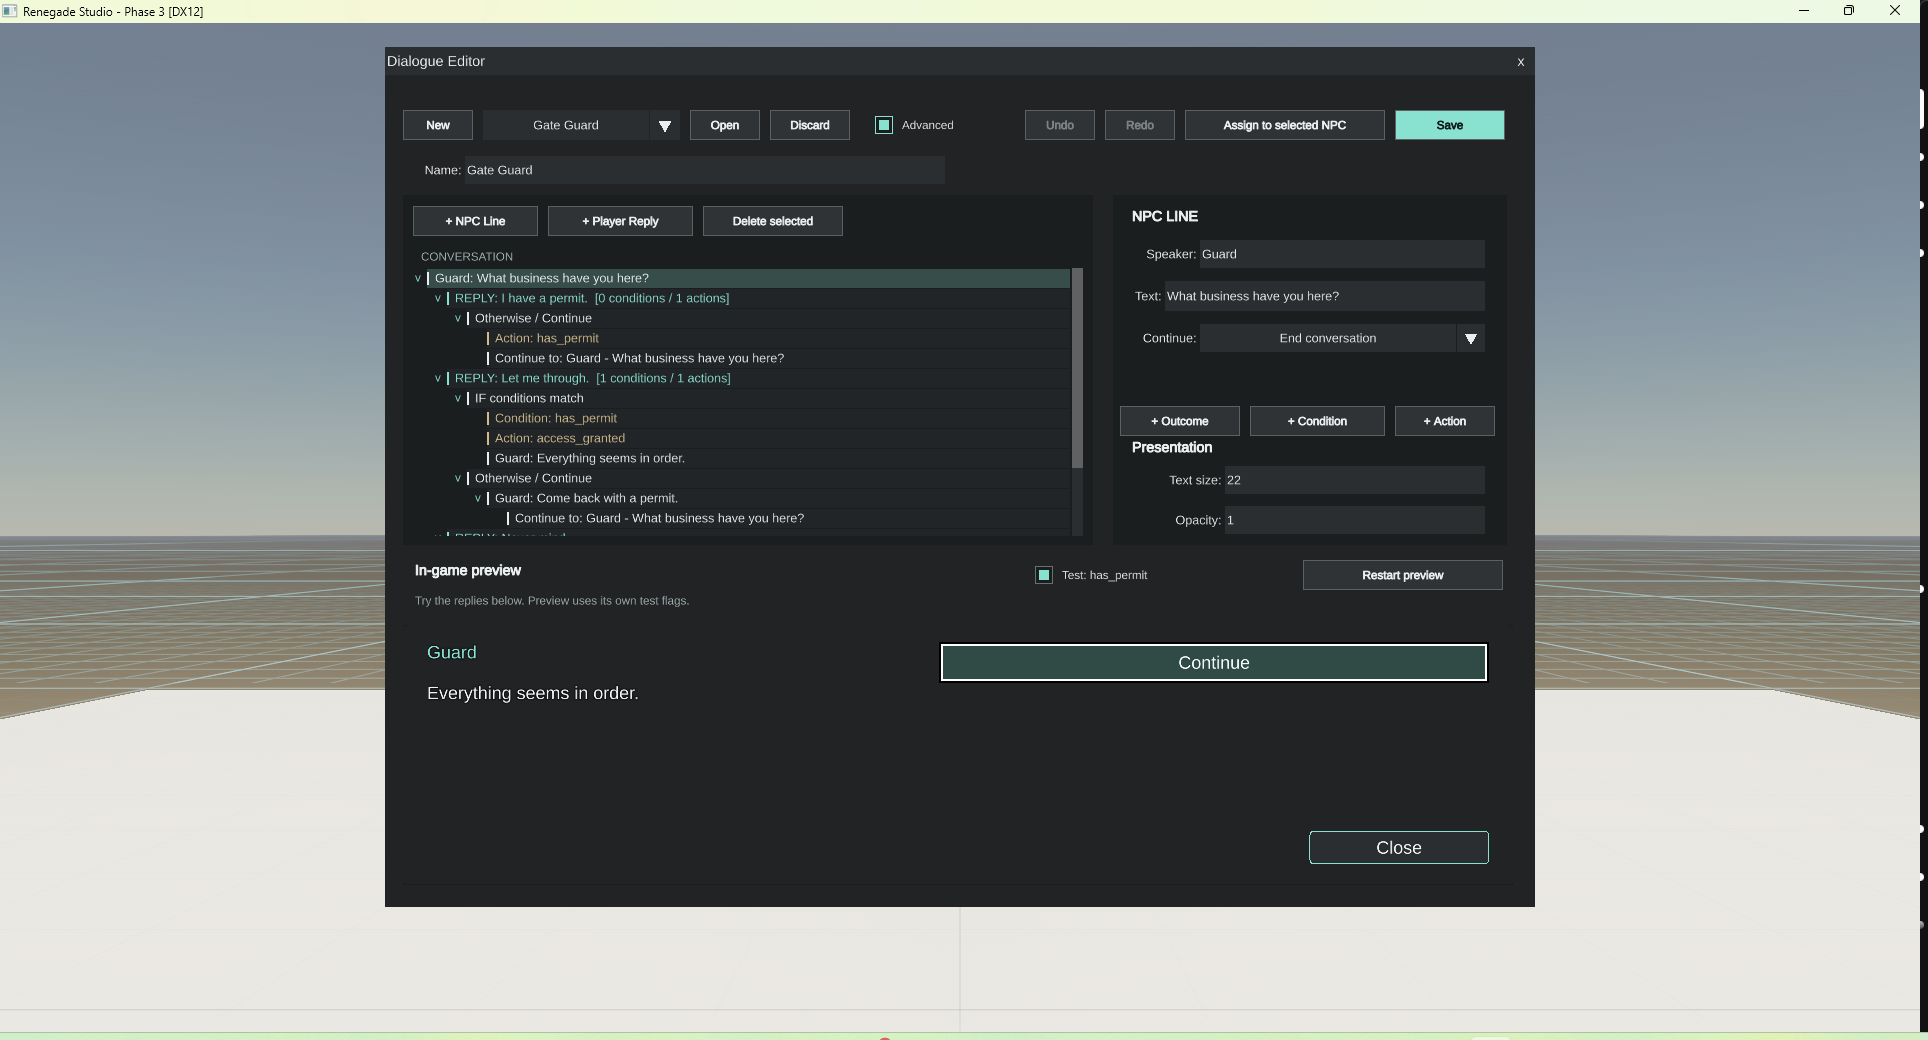 Renegade Studio - Phase 3 [DX12]
Dialogue Editor
x
New
Gate Guard
Open
Discard
Advanced
Undo
Redo
Assign to selected NPC
Save
Name: Gate Guard
+ NPC Line
+ Player Reply
Delete selected
CONVERSATION
v Guard: What business have you here?
v REPLY: I have a permit. [0 conditions / 1 actions]
v Otherwise / Continue
Action: has_permit
Continue to: Guard - What business have you here?
v REPLY: Let me through. [1 conditions / 1 actions]
v IF conditions match
Condition: has_permit
Action: access_granted
Guard: Everything seems in order.
v Otherwise / Continue
v Guard: Come back with a permit.
Continue to: Guard - What business have you here?
NPC LINE
Speaker: Guard
Text: What business have you here?
Continue: End conversation
+ Outcome
+ Condition
+ Action
Presentation
Text size: 22
Opacity: 1
In-game preview
Test: has_permit
Restart preview
Try the replies below. Preview uses its own test flags.
Guard
Everything seems in order.
Continue
Close